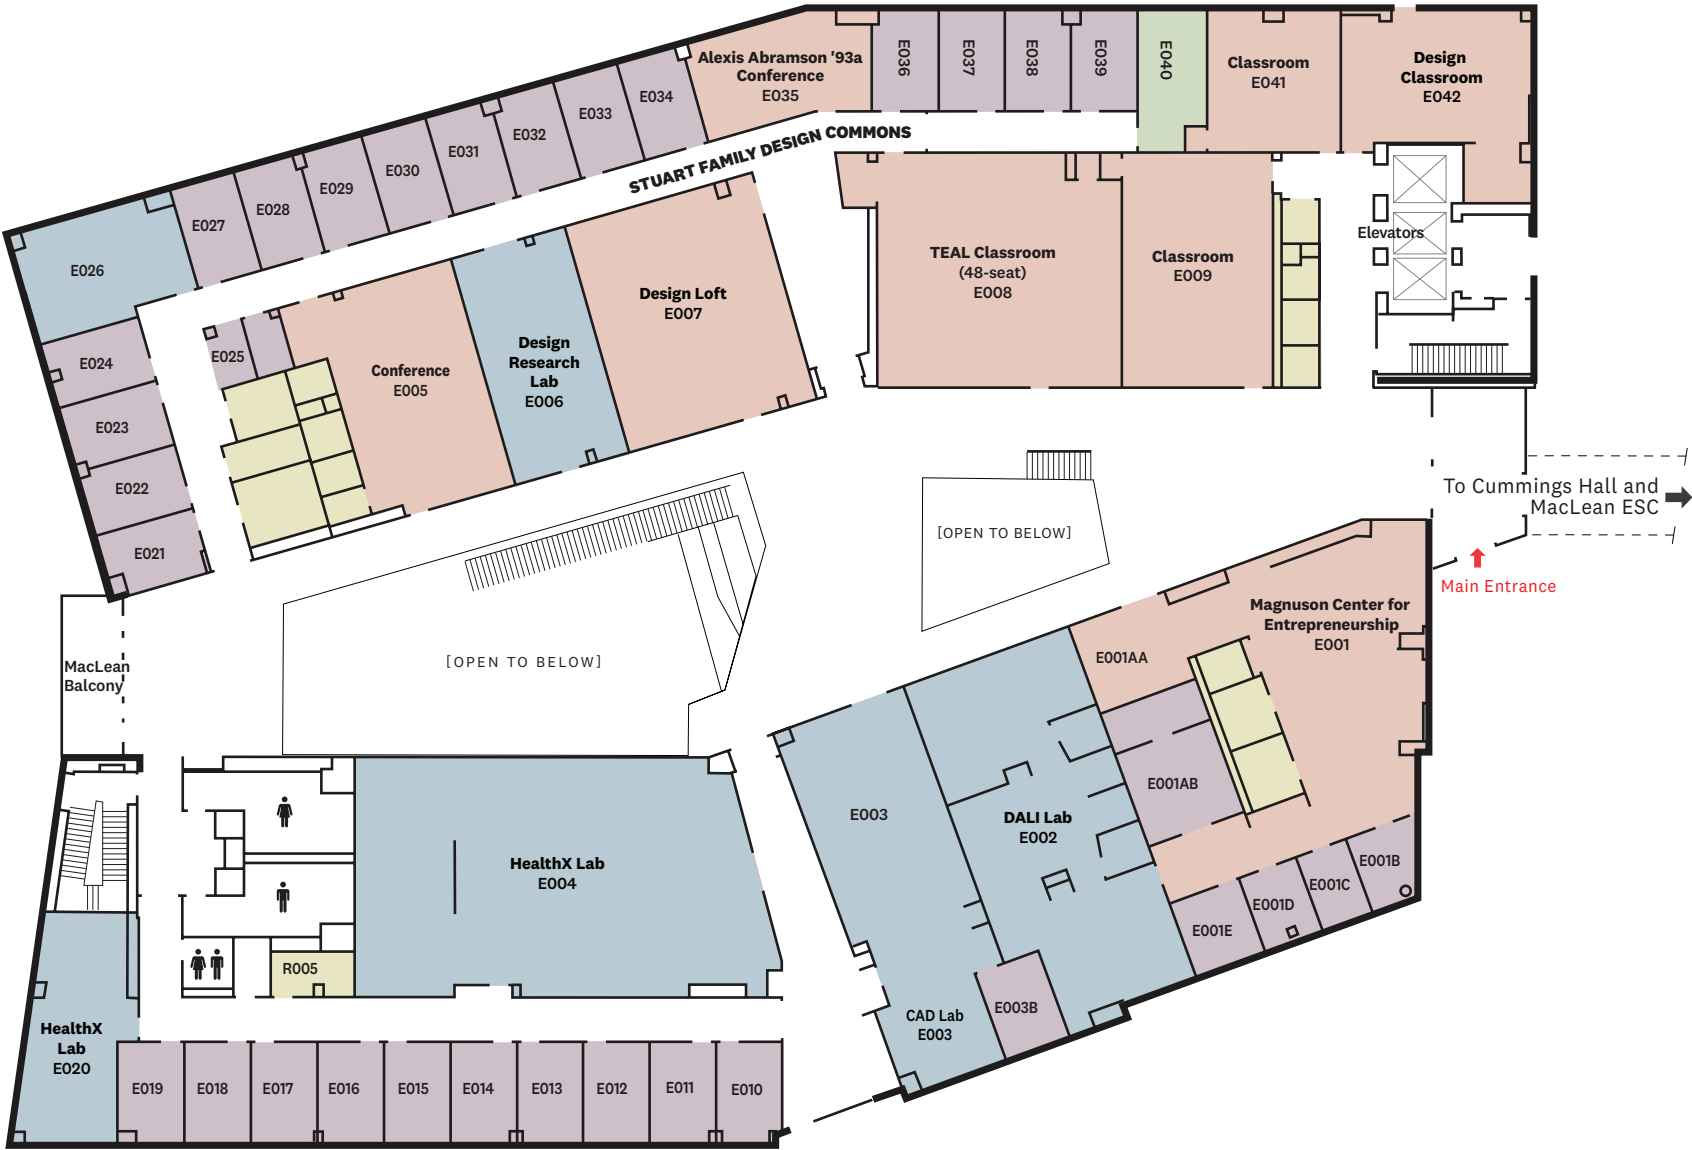 Alexis Abramson '93a
Conference
E035
E036
E037
E038
E039
E040
Classroom
E041
Design
Classroom
E042
E034
E033
E032
E031
E030
E029
E028
E027
E026
STUART FAMILY DESIGN COMMONS
E024
E023
E022
E021
E025
Conference
E005
Design
Research
Lab
E006
Design Loft
E007
TEAL Classroom
(48-seat)
E008
Classroom
E009
Elevators
To Cummings Hall and
MacLean ESC
Main Entrance
[OPEN TO BELOW]
[OPEN TO BELOW]
MacLean
Balcony
Magnuson Center for
Entrepreneurship
E001
E001AA
E001AB
E001B
E001C
E001D
E001E
DALI Lab
E002
E003
E003B
CAD Lab
E003
HealthX Lab
E004
R005
HealthX
Lab
E020
E019
E018
E017
E016
E015
E014
E013
E012
E011
E010